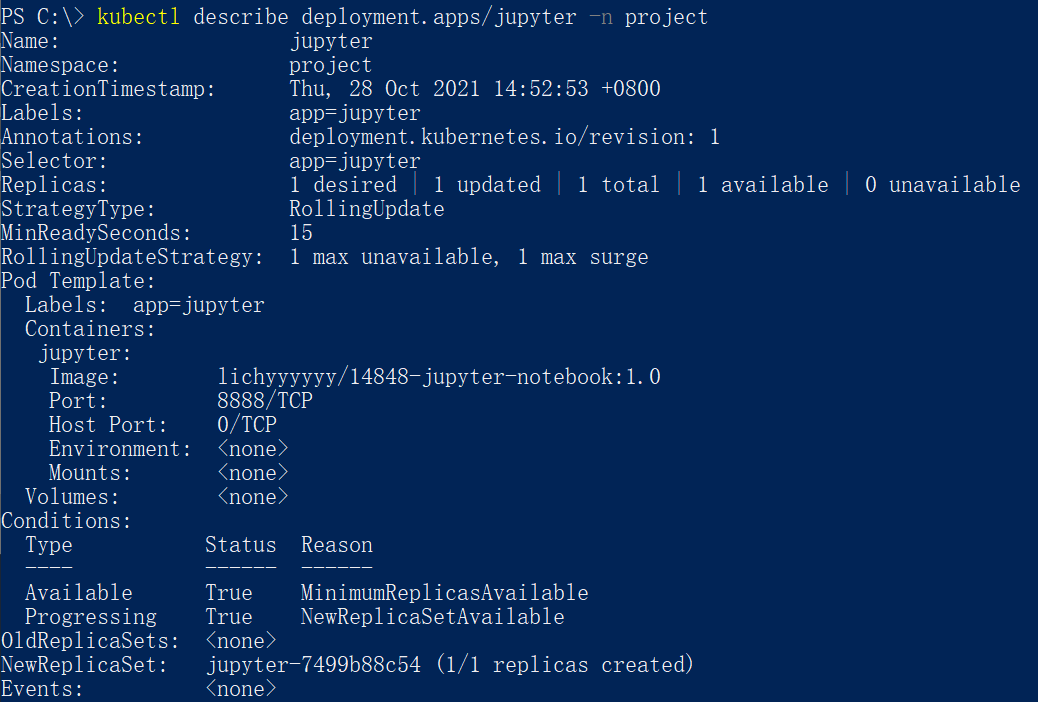 PS C:\> kubectl describe deployment.apps/jupyter -n project
Name:                   jupyter
Namespace:              project
CreationTimestamp:      Thu, 28 Oct 2021 14:52:53 +0800
Labels:                 app=jupyter
Annotations:            deployment.kubernetes.io/revision: 1
Selector:               app=jupyter
Replicas:               1 desired | 1 updated | 1 total | 1 available | 0 unavailable
StrategyType:           RollingUpdate
MinReadySeconds:        15
RollingUpdateStrategy:  1 max unavailable, 1 max surge
Pod Template:
  Labels:  app=jupyter
  Containers:
   jupyter:
    Image:        lichyyyyyy/14848-jupyter-notebook:1.0
    Port:         8888/TCP
    Host Port:    0/TCP
    Environment:  <none>
    Mounts:       <none>
  Volumes:        <none>
Conditions:
  Type           Status  Reason
  ----           ------  ------
  Available      True    MinimumReplicasAvailable
  Progressing    True    NewReplicaSetAvailable
OldReplicaSets:  <none>
NewReplicaSet:   jupyter-7499b88c54 (1/1 replicas created)
Events:          <none>